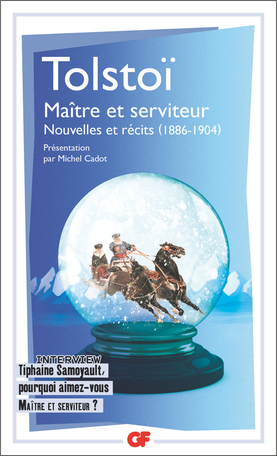 Tolstoï
Maître et serviteur
Nouvelles et récits (1886-1904)
Présentation
par Michel Cadot
INTERVIEW
Tiphaine Samoyault,
pourquoi aimez-vous
MAÎTRE ET SERVITEUR ?
GF